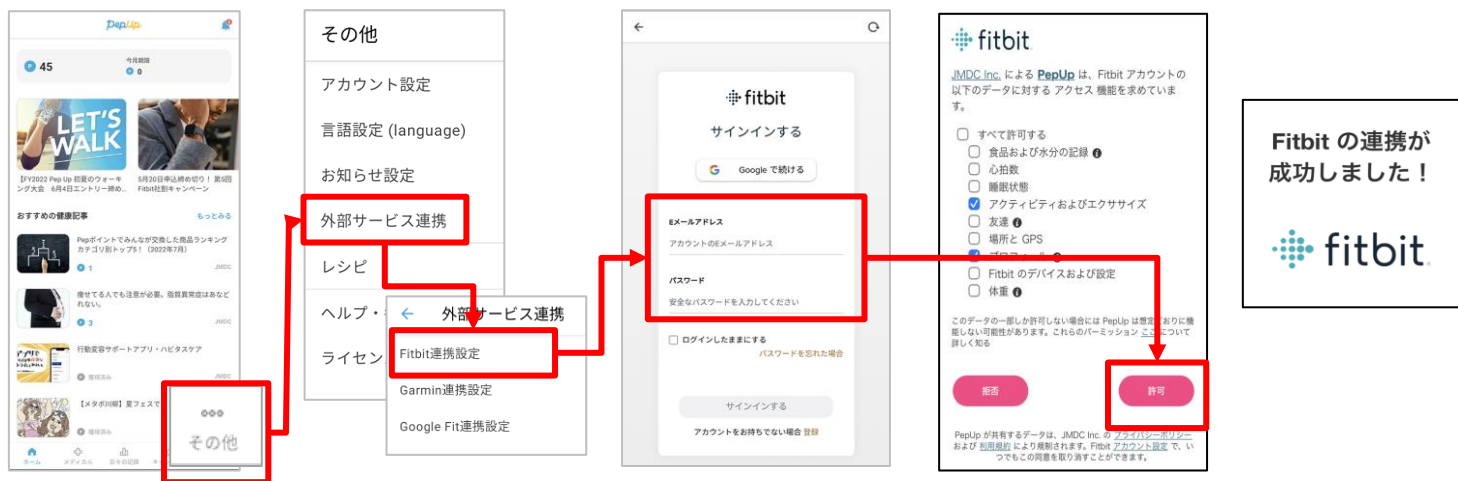 PepUp
P 45
今月期限
P 0
LET'S
WALK
【FY2022 Pep Up 初夏のウォーキ
ング大会 6月4日エントリー締め...
5月20日申込締め切り! 第5回
Fitbit社割キャンペーン
おすすめの健康記事
もっとみる
Pepポイントでみんなが交換した商品ランキング
カテゴリ別トップ5!(2022年7月)
P 1
JMDC
痩せてる人でも注意が必要。脂質異常症はあなど
れない。
P 3
JMDC
行動変容サポートアプリ・ハビタスケア
獲得済み
JMDC
【メタボ川柳】夏フェスで
獲得済み
ホーム
メディカル
日々の記録
その他
その他
アカウント設定
言語設定 (language)
お知らせ設定
外部サービス連携
レシピ
ヘルプ・
ライセン
← 外部サービス連携
Fitbit連携設定
Garmin連携設定
Google Fit連携設定
fitbit
サインインする
G Google で続ける
Eメールアドレス
アカウントのEメールアドレス
パスワード
安全なパスワードを入力してください
ログインしたままにする
パスワードを忘れた場合
サインインする
アカウントをお持ちでない場合 登録
fitbit
JMDC Inc. による PepUp は、Fitbit アカウントの
以下のデータに対する アクセス 機能を求めていま
す。
すべて許可する
食品および水分の記録
心拍数
睡眠状態
アクティビティおよびエクササイズ
友達
場所と GPS
プロフィール
Fitbit のデバイスおよび設定
体重
このデータの一部しか許可しない場合には PepUp は想定どおりに機
能しない可能性があります。これらのパーミッション ここについて
詳しく知る
拒否
許可
PepUp が共有するデータは、JMDC Inc. の プライバシーポリシー
および 利用規約 により規制されます。Fitbit アカウント設定 で、い
つでもこの同意を取り消すことができます。
Fitbit の連携が
成功しました!
fitbit